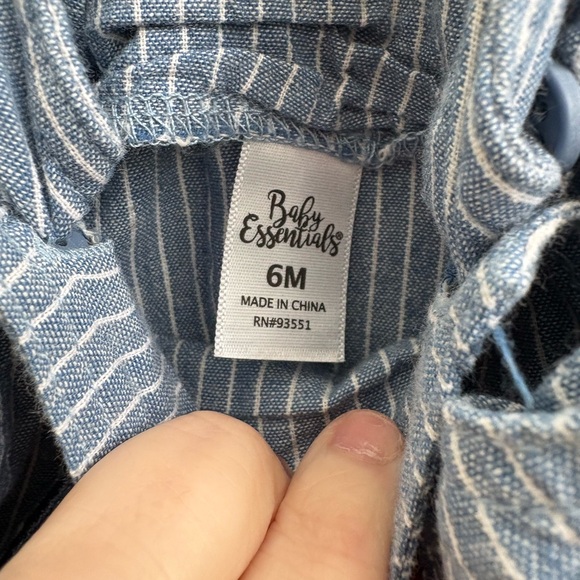 Baby
Essentials®
6M
MADE IN CHINA
RN#93551